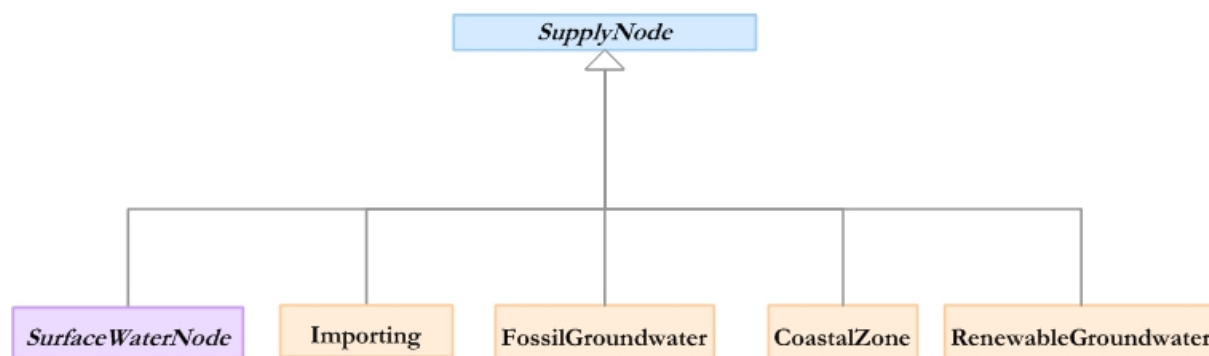 SupplyNode
SurfaceWaterNode
Importing
FossilGroundwater
CoastalZone
RenewableGroundwater